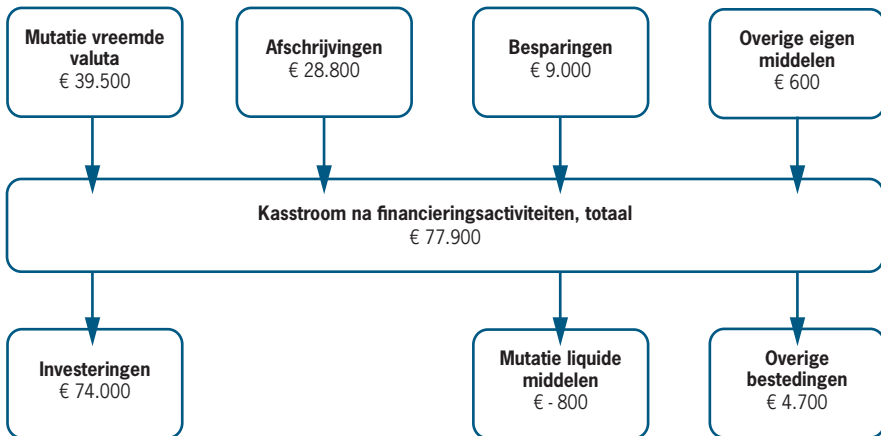 Mutatie vreemde
valuta
€ 39.500
Afschrijvingen
€ 28.800
Besparingen
€ 9.000
Overige eigen
middelen
€ 600
Kasstroom na financieringsactiviteiten, totaal
€ 77.900
Investeringen
€ 74.000
Mutatie liquide
middelen
€ - 800
Overige
bestedingen
€ 4.700